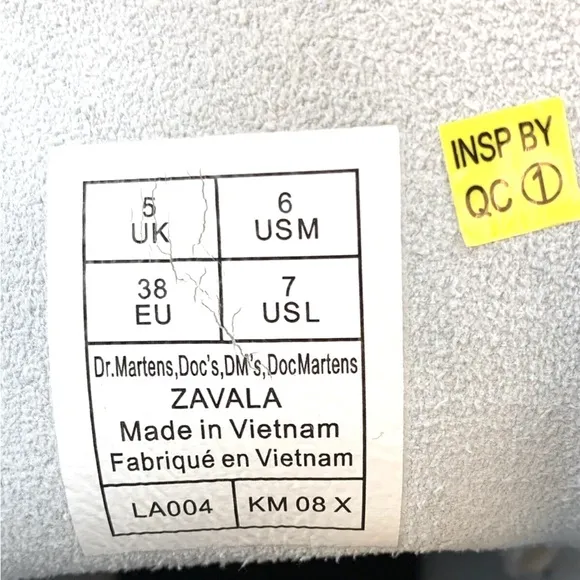 INSP BY
QC 1
5 6
UK USM
38 7
EU USL
Dr.Martens,Doc's,DM's,DocMartens
ZAVALA
Made in Vietnam
Fabriqué en Vietnam
LA004 KM 08 X